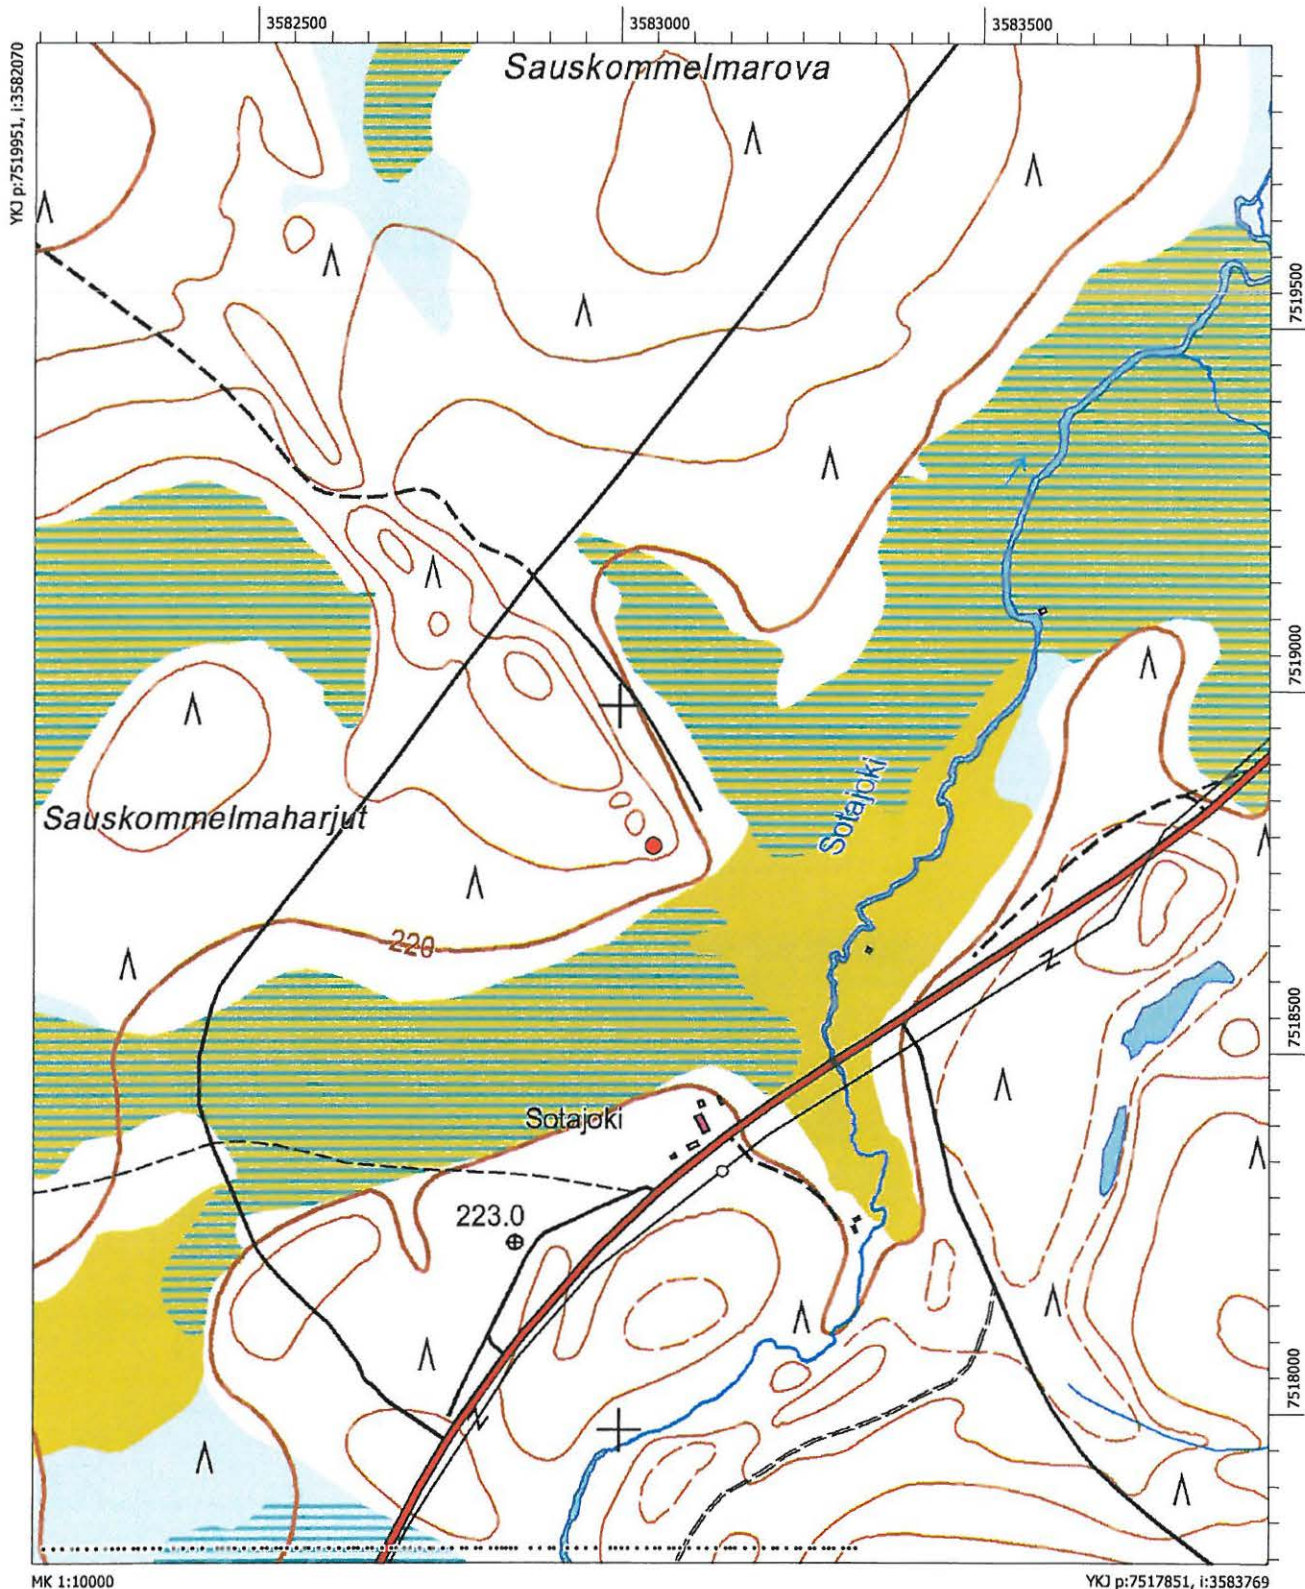 3582500
3583000
3583500
YKJ p:7519951, i:3582070
Sauskommelmarova
7519500
7519000
Sotajoki
Sauskommelmaharjut
220
7518500
Sotajoki
223.0
7518000
MK 1:10000
YKJ p:7517851, i:3583769